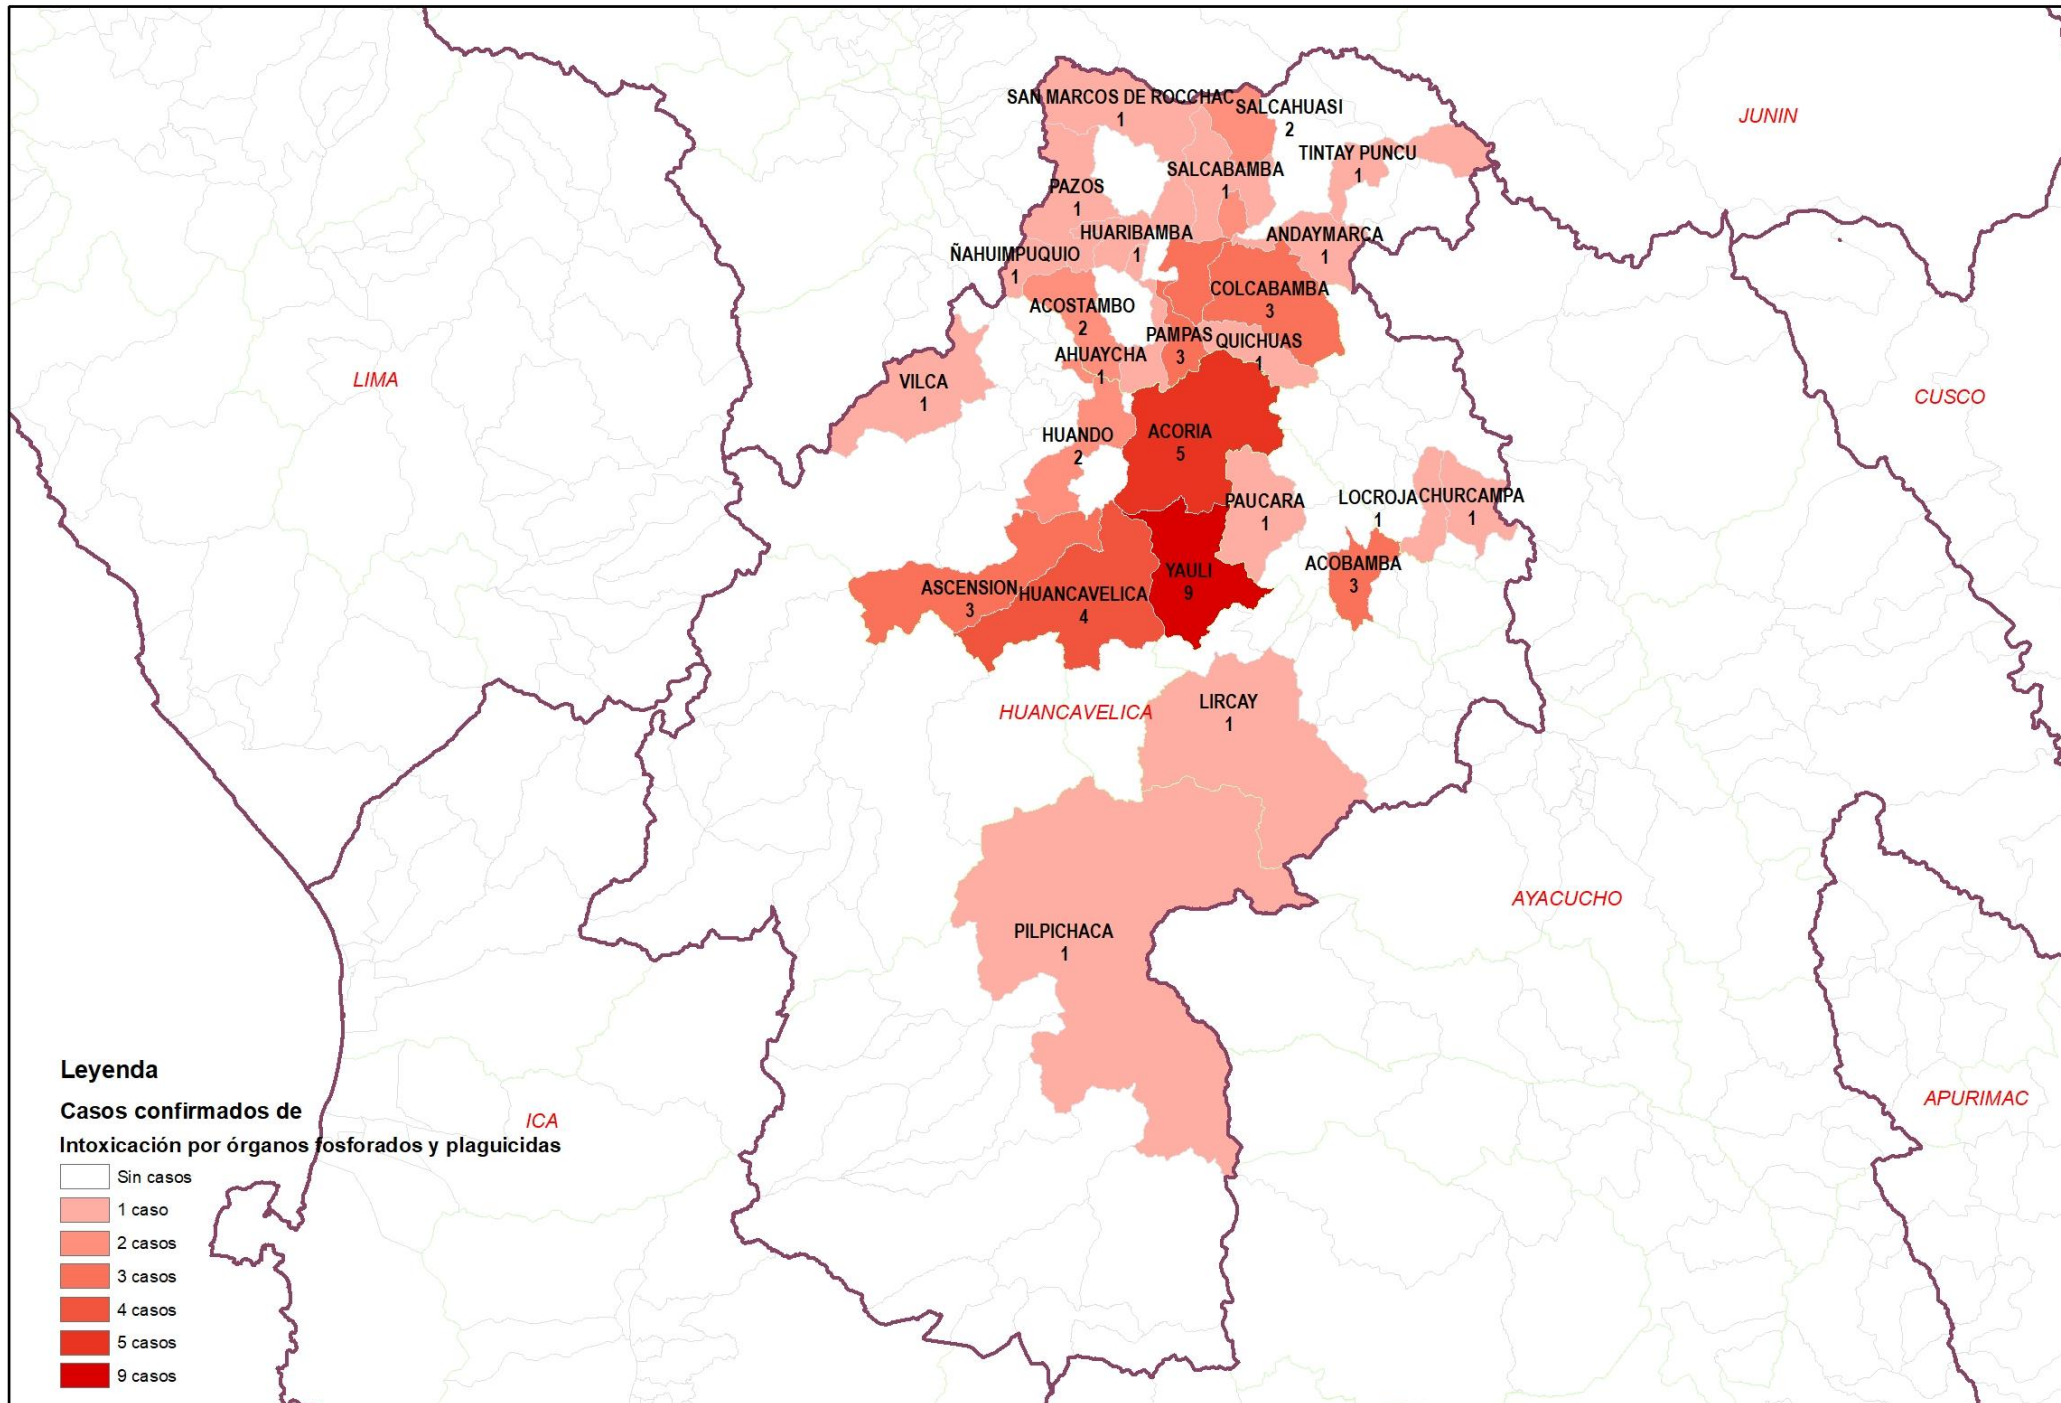 SAN MARCOS DE ROCCHAC
1
SALCAHUASI
2
JUNIN
TINTAY PUNCU
1
SALCABAMBA
1
PAZOS
1
HUARIBAMBA
1
ANDAYMARCA
1
ÑAHUIMPUQUIO
1
COLCABAMBA
3
ACOSTAMBO
2
PAMPAS
3
QUICHUAS
1
AHUAYCHA
1
LIMA
VILCA
1
CUSCO
HUANDO
2
ACORIA
5
PAUCARA
1
LOCROJA
1
CHURCAMPA
1
ACOBAMBA
3
YAULI
9
ASCENSION
3
HUANCAVELICA
4
LIRCAY
1
HUANCAVELICA
AYACUCHO
PILPICHACA
1
APURIMAC
ICA
Leyenda
Casos confirmados de
Intoxicación por órganos fosforados y plaguicidas
Sin casos
1 caso
2 casos
3 casos
4 casos
5 casos
9 casos